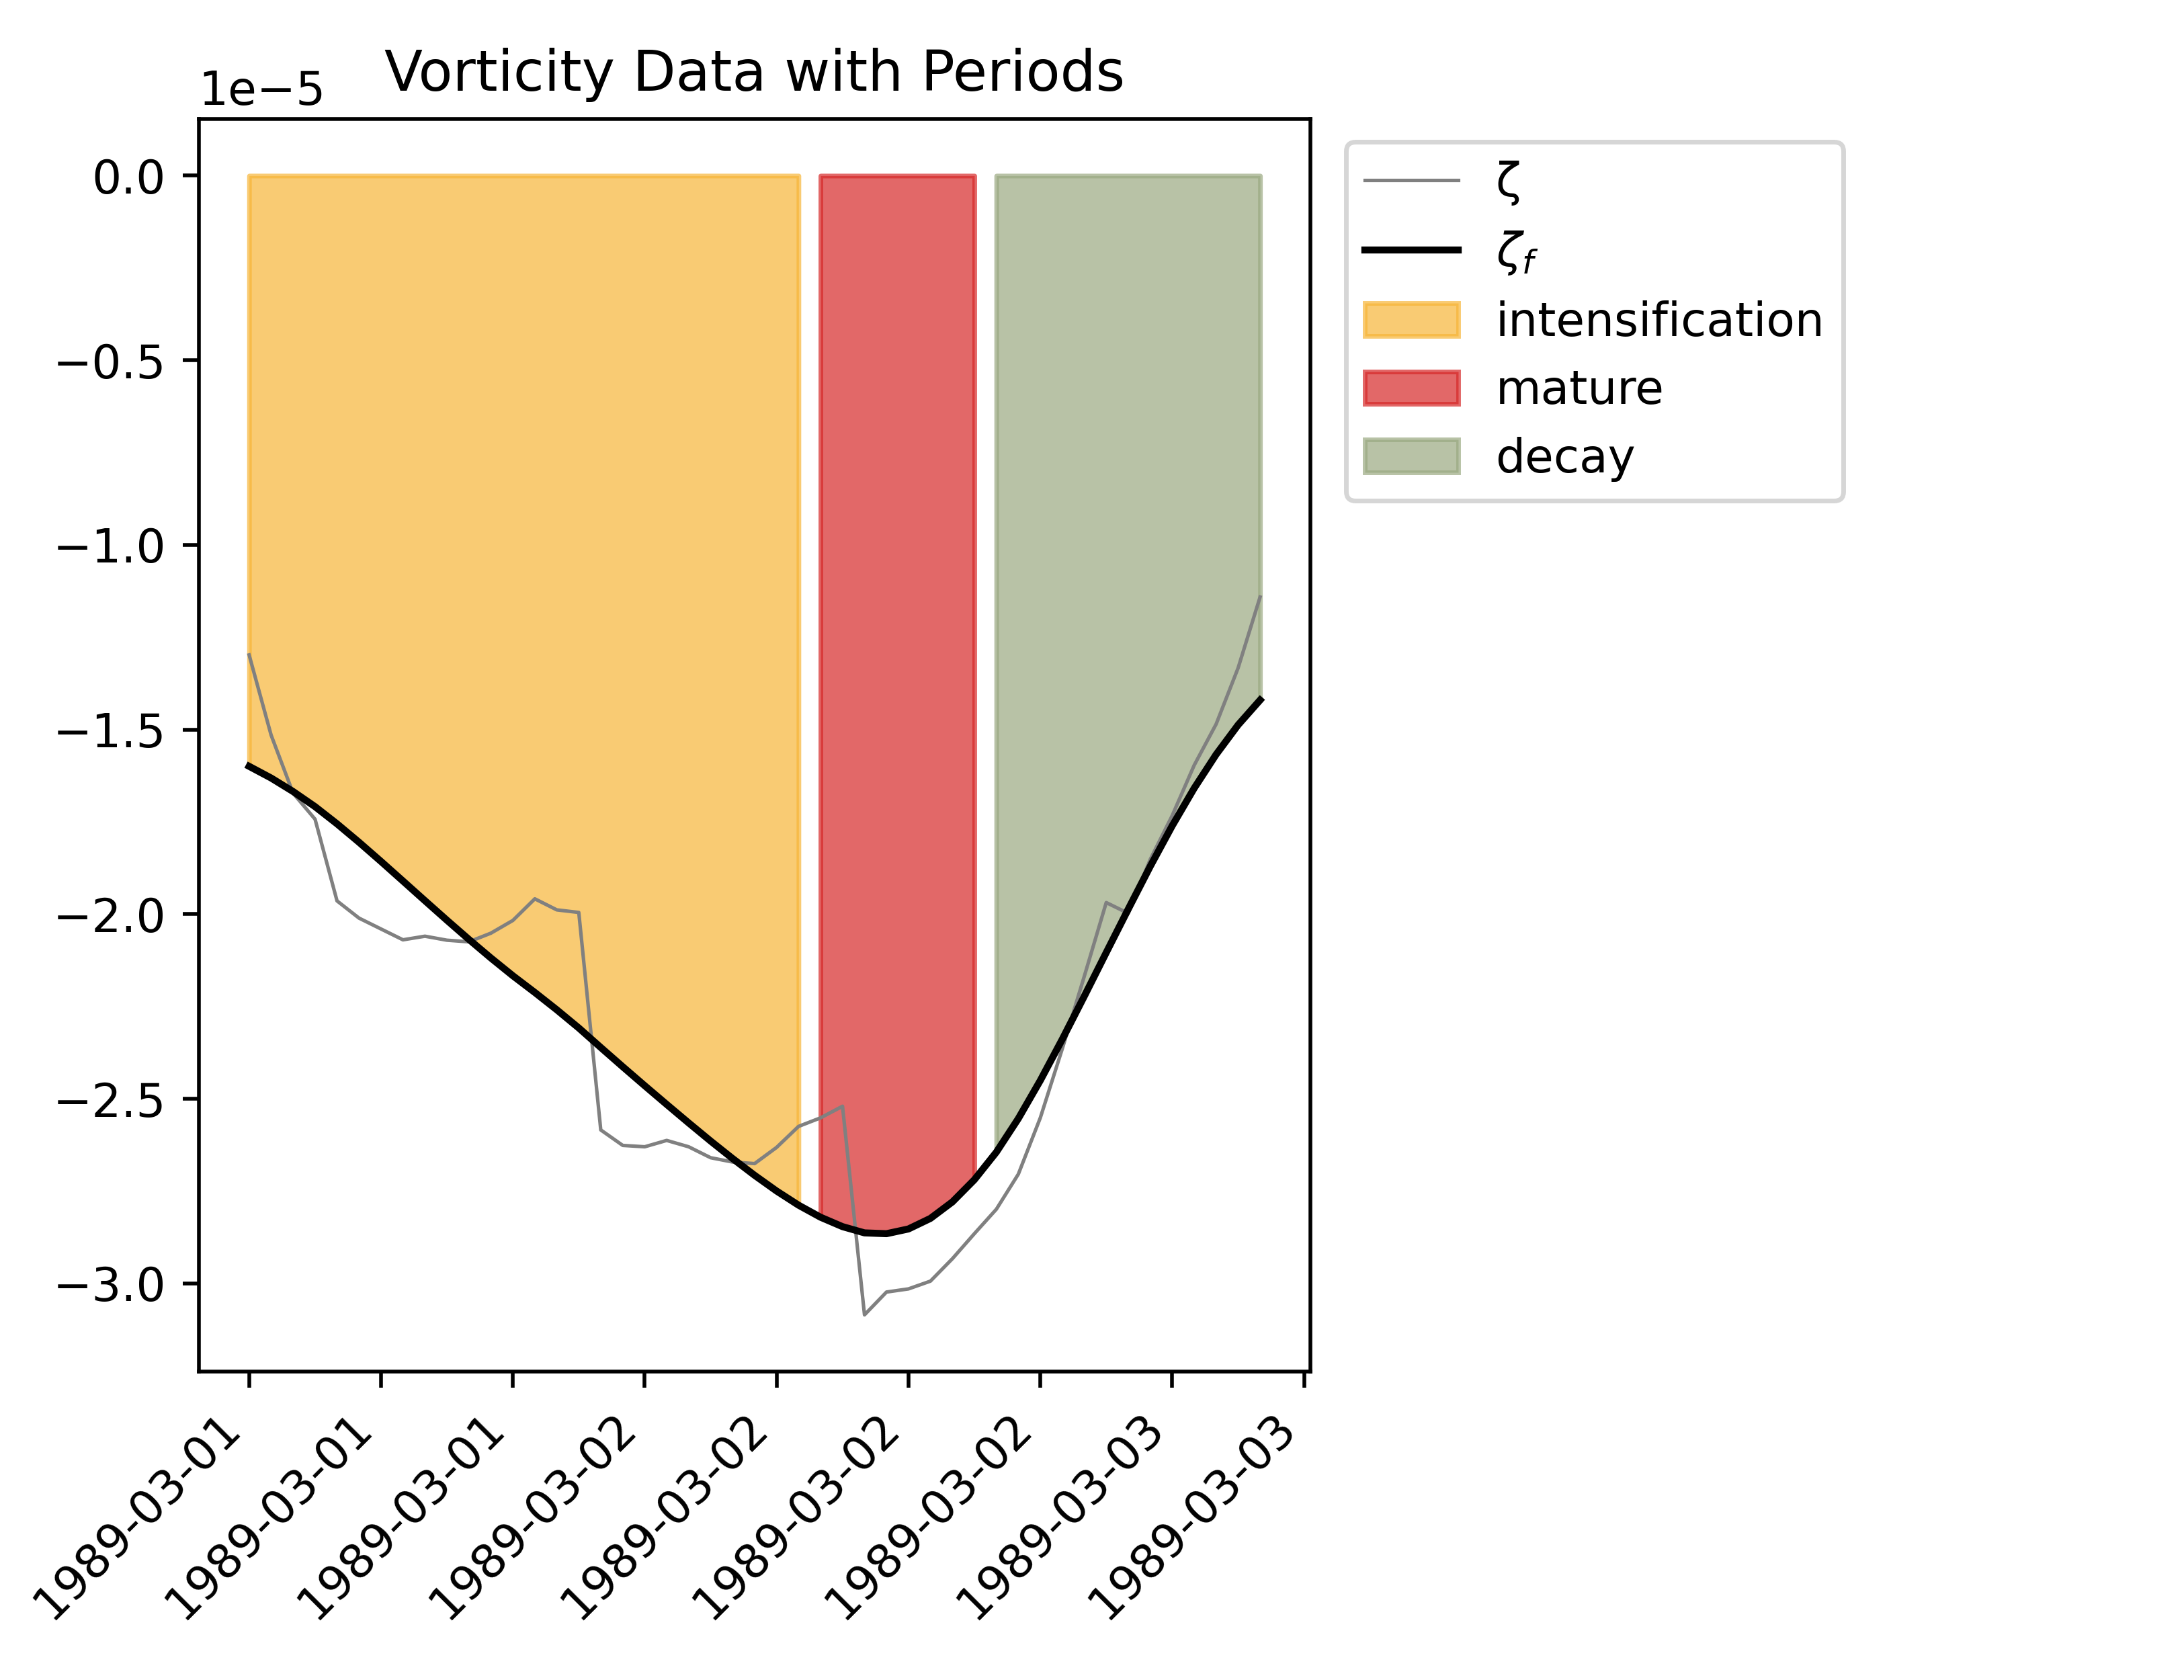 Vorticity Data with Periods
1e−5
0.0
−0.5
−1.0
−1.5
−2.0
−2.5
−3.0
1989-03-01
1989-03-01
1989-03-01
1989-03-02
1989-03-02
1989-03-02
1989-03-02
1989-03-03
1989-03-03
ζ
ζf
intensification
mature
decay